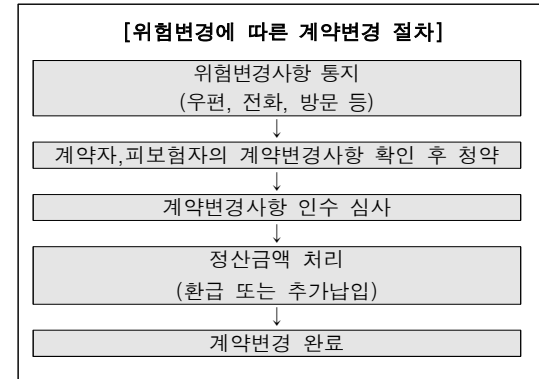 [위험변경에 따른 계약변경 절차]
위험변경사항 통지
(우편, 전화, 방문 등)
↓
계약자,피보험자의 계약변경사항 확인 후 청약
↓
계약변경사항 인수 심사
↓
정산금액 처리
(환급 또는 추가납입)
↓
계약변경 완료